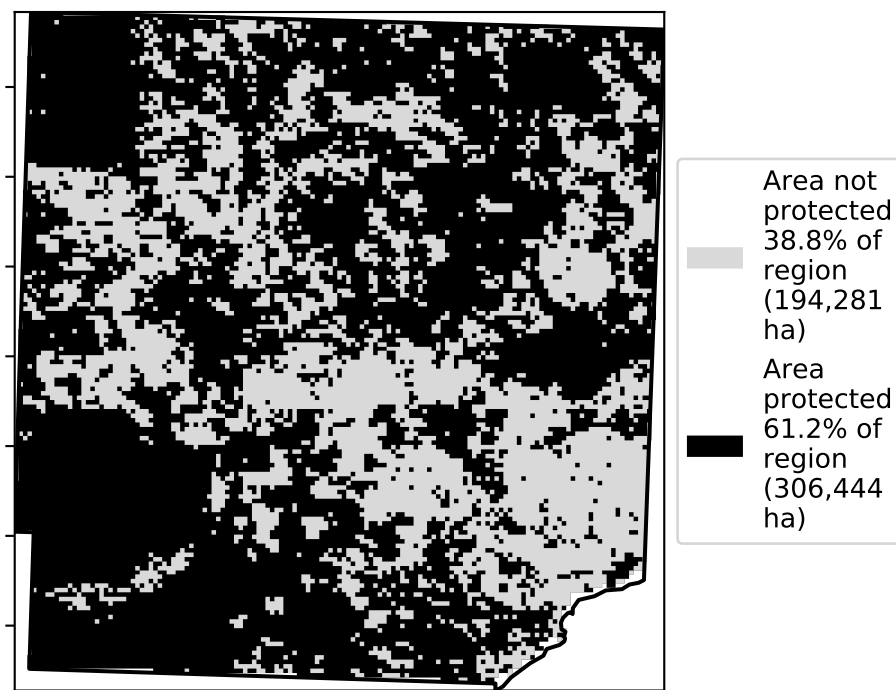 Area not
protected
38.8% of
region
(194,281
ha)
Area
protected
61.2% of
region
(306,444
ha)